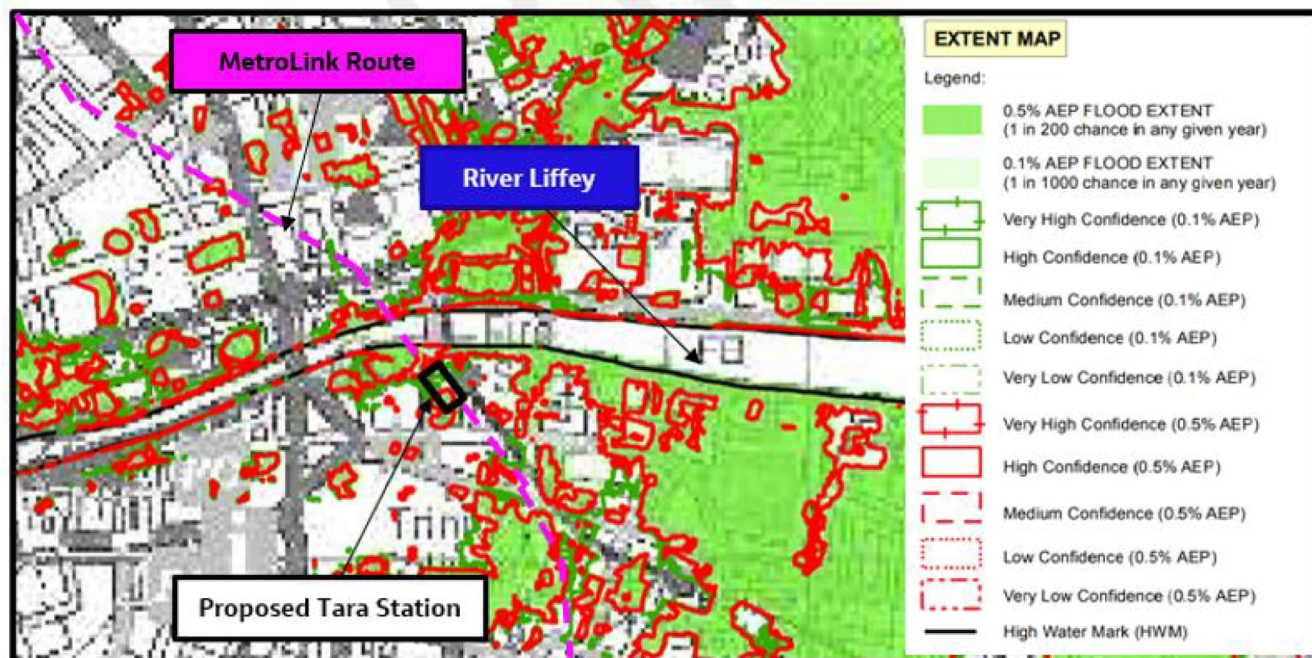 MetroLink Route
River Liffey
Proposed Tara Station
EXTENT MAP
Legend:
0.5% AEP FLOOD EXTENT
(1 in 200 chance in any given year)
0.1% AEP FLOOD EXTENT
(1 in 1000 chance in any given year)
Very High Confidence (0.1% AEP)
High Confidence (0.1% AEP)
Medium Confidence (0.1% AEP)
Low Confidence (0.1% AEP)
Very Low Confidence (0.1% AEP)
Very High Confidence (0.5% AEP)
High Confidence (0.5% AEP)
Medium Confidence (0.5% AEP)
Low Confidence (0.5% AEP)
Very Low Confidence (0.5% AEP)
High Water Mark (HWM)